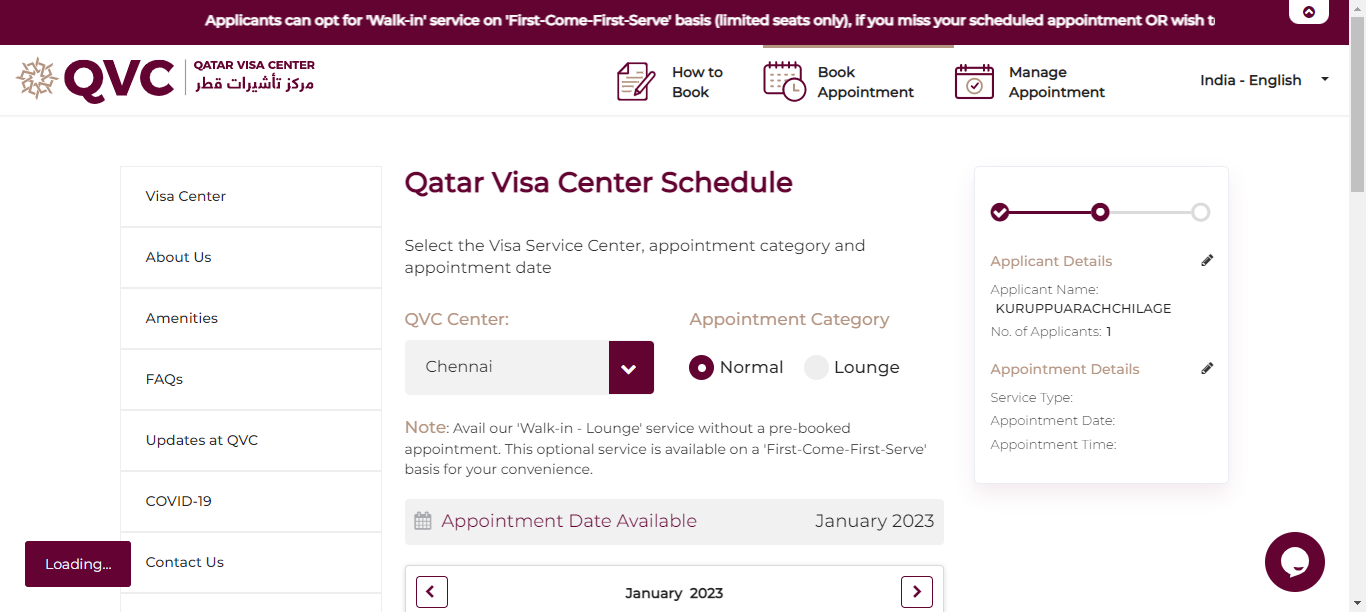 Applicants can opt for 'Walk-in' service on 'First-Come-First-Serve' basis (limited seats only), if you miss your scheduled appointment OR wish
QVC
QATAR VISA CENTER
مركز تأشيرات قطر
How to
Book
Book
Appointment
Manage
Appointment
India - English
Visa Center
About Us
Amenities
FAQs
Updates at QVC
COVID-19
Contact Us
Loading...
Qatar Visa Center Schedule
Select the Visa Service Center, appointment category and
appointment date
QVC Center:
Appointment Category
Chennai
Normal
Lounge
Note: Avail our 'Walk-in - Lounge' service without a pre-booked
appointment. This optional service is available on a 'First-Come-First-Serve'
basis for your convenience.
Appointment Date Available
January 2023
January 2023
Applicant Details
Applicant Name:
KURUPPUARACHCHILAGE
No. of Applicants: 1
Appointment Details
Service Type:
Appointment Date:
Appointment Time: